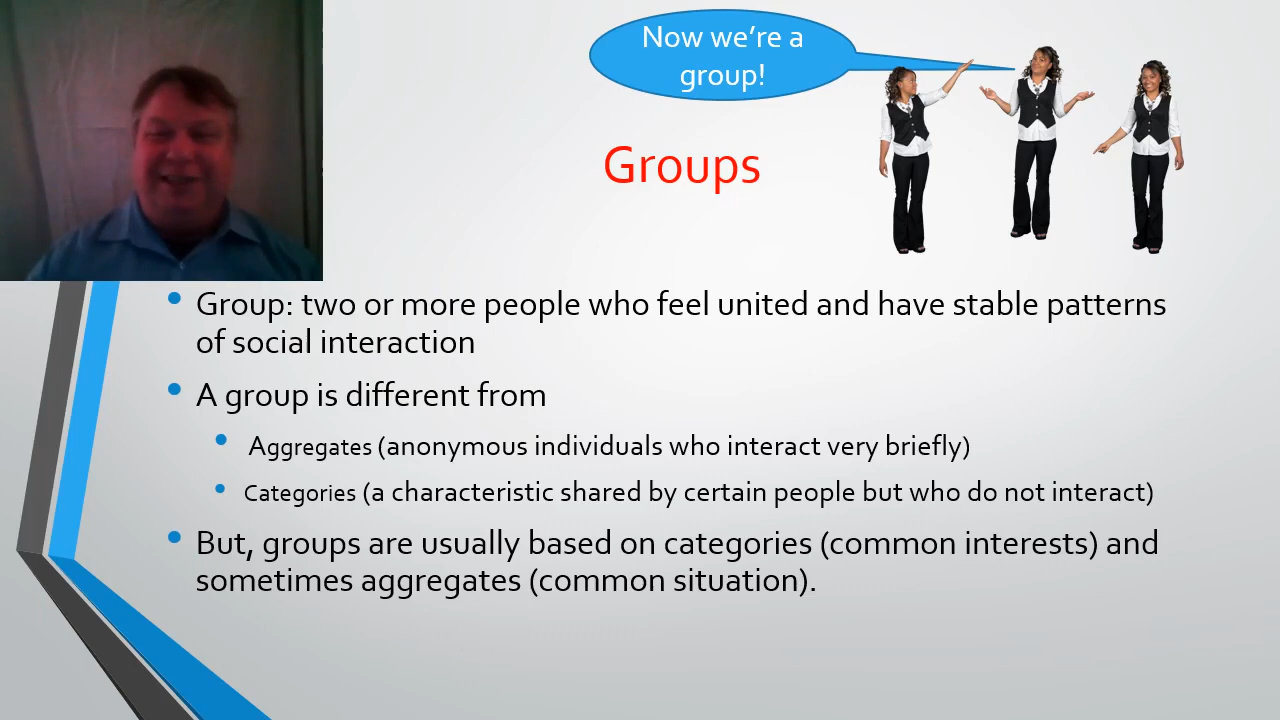 Now we’re a
group!
Groups
• Group: two or more people who feel united and have stable patterns
of social interaction
• A group is different from
• Aggregates (anonymous individuals who interact very briefly)
• Categories (a characteristic shared by certain people but who do not interact)
• But, groups are usually based on categories (common interests) and
sometimes aggregates (common situation).